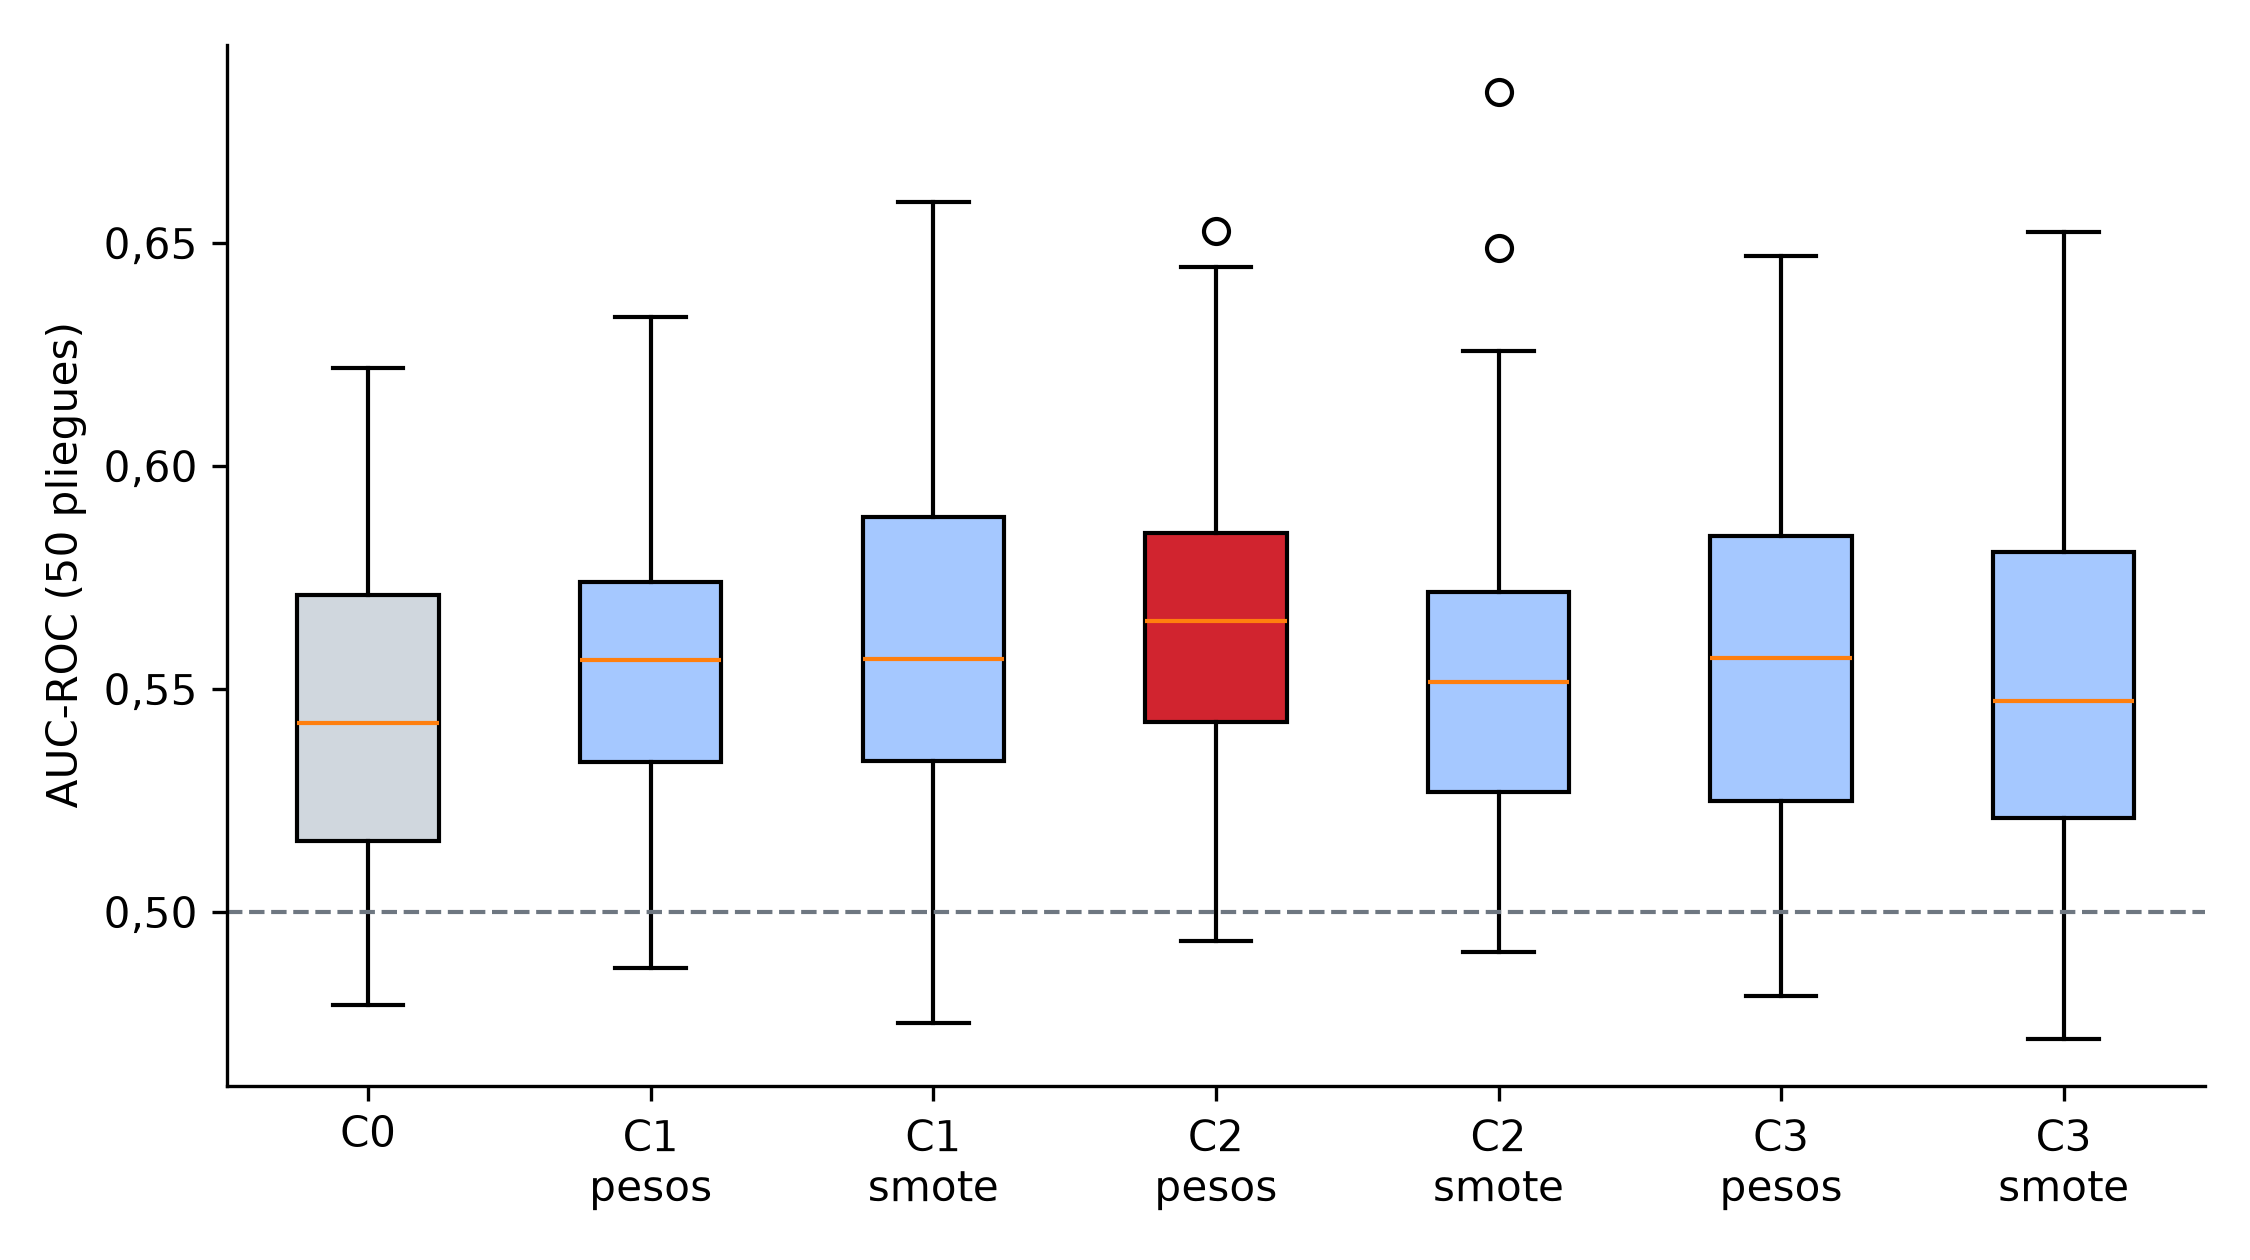 AUC-ROC (50 pliegues)
0,65
0,60
0,55
0,50
C0
C1
pesos
C1
smote
C2
pesos
C2
smote
C3
pesos
C3
smote